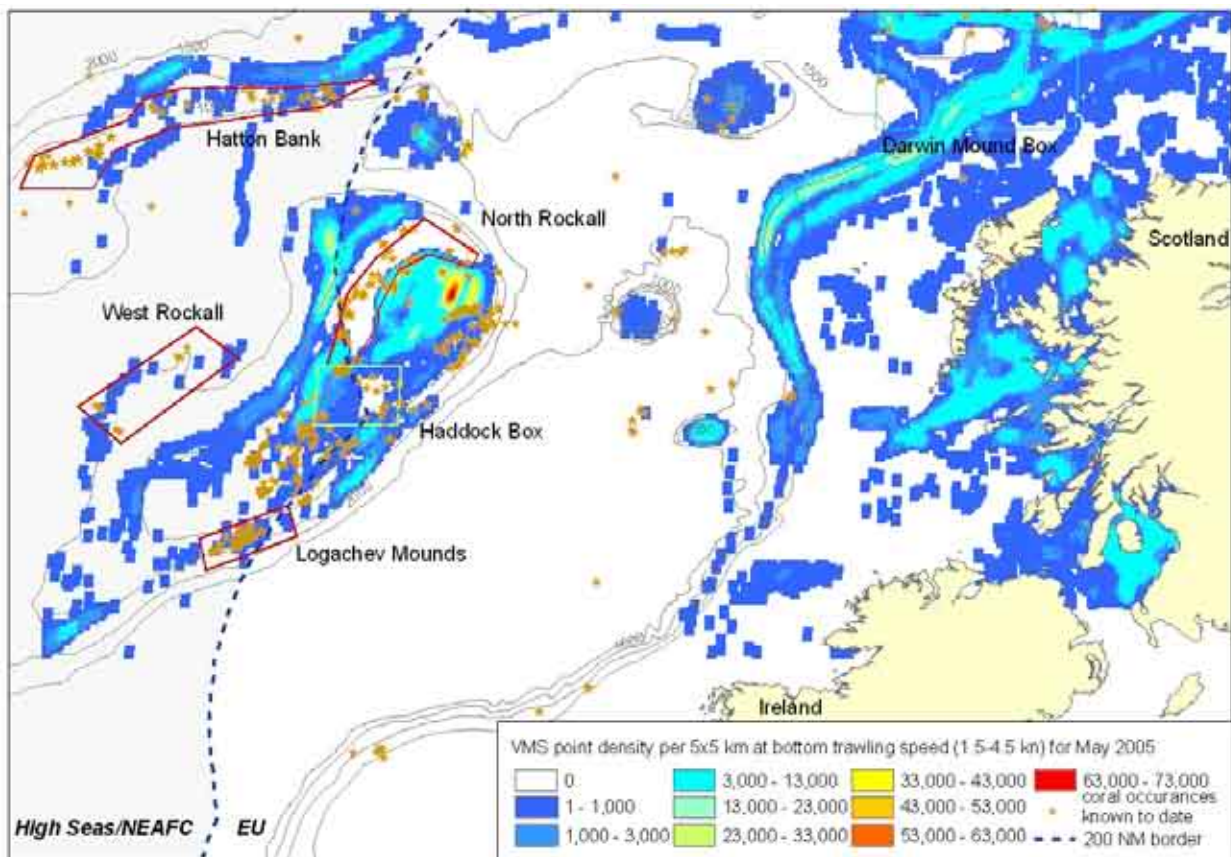 2000
1500
1500
Hatton Bank
Darwin Mound Box
North Rockall
Scotland
West Rockall
Haddock Box
Logachev Mounds
Ireland
VMS point density per 5x5 km at bottom trawling speed (1.5-4.5 kn) for May 2005
0
3,000 - 13,000
33,000 - 43,000
63,000 - 73,000
1 - 1,000
13,000 - 23,000
43,000 - 53,000
coral occurances
known to date
1,000 - 3,000
23,000 - 33,000
53,000 - 63,000
200 NM border
High Seas/NEAFC
EU